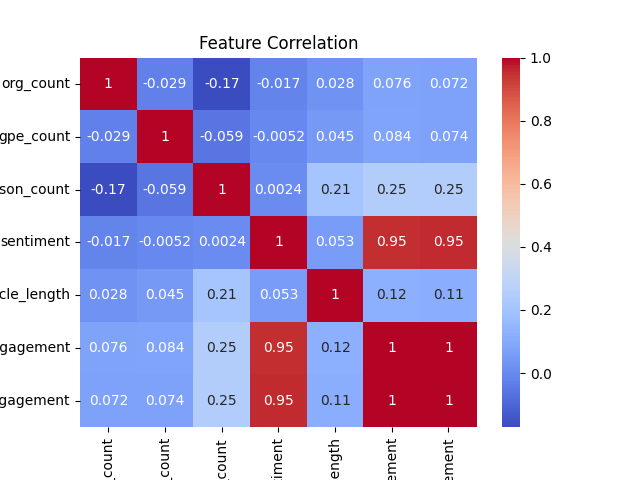 Feature Correlation
org_count 1 -0.029 -0.17 -0.017 0.028 0.076 0.072
gpe_count -0.029 1 -0.059 -0.0052 0.045 0.084 0.074
son_count -0.17 -0.059 1 0.0024 0.21 0.25 0.25
sentiment -0.017 -0.0052 0.0024 1 0.053 0.95 0.95
cle_length 0.028 0.045 0.21 0.053 1 0.12 0.11
gagement 0.076 0.084 0.25 0.95 0.12 1 1
gagement 0.072 0.074 0.25 0.95 0.11 1 1
_count _count _count timent ength ement ement
1.0
0.8
0.6
0.4
0.2
0.0